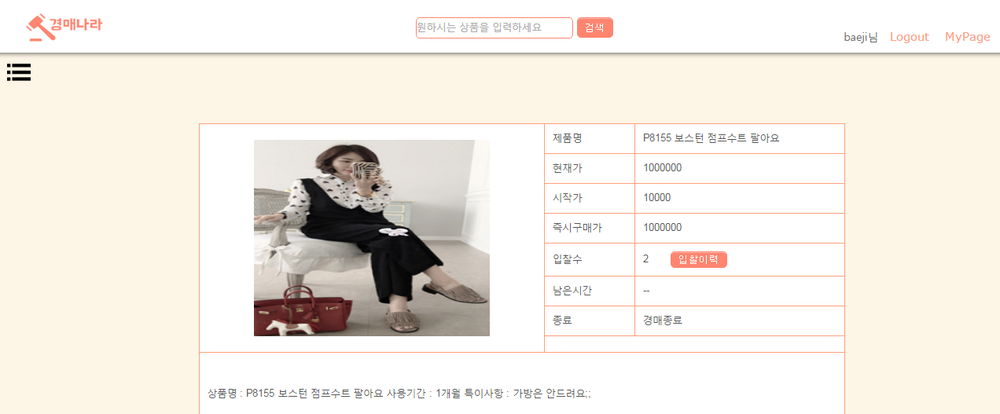 경매나라
원하시는 상품을 입력하세요 검색
baeji님 Logout MyPage
제품명 P8155 보스턴 점프수트 팔아요
현재가 1000000
시작가 10000
즉시구매가 1000000
입찰수 2 입찰이력
남은시간 --
종료 경매종료
상품명 : P8155 보스턴 점프수트 팔아요 사용기간 : 1개월 특이사항 : 가방은 안드려요;;